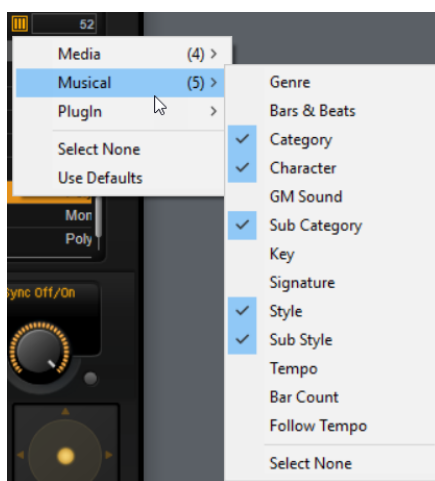 52
Media (4) >
Musical (5) >
PlugIn >
Select None
Use Defaults
Mon
Poly
Sync Off/On
Genre
Bars & Beats
Category
Character
GM Sound
Sub Category
Key
Signature
Style
Sub Style
Tempo
Bar Count
Follow Tempo
Select None